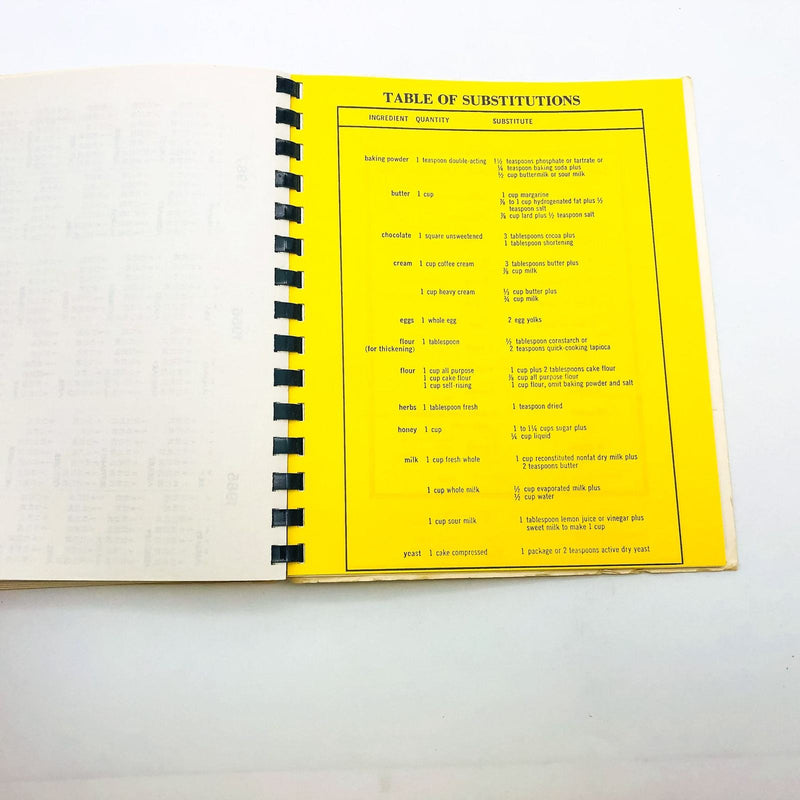 TABLE OF SUBSTITUTIONS
INGREDIENT QUANTITY SUBSTITUTE
baking powder 1 teaspoon double-acting 1½ teaspoons phosphate or tartrate or
¼ teaspoon baking soda plus
½ cup buttermilk or sour milk
butter 1 cup 1 cup margarine
⅞ to 1 cup hydrogenated fat plus ½
teaspoon salt
⅞ cup lard plus ½ teaspoon salt
chocolate 1 square unsweetened 3 tablespoons cocoa plus
1 tablespoon shortening
cream 1 cup coffee cream 3 tablespoons butter plus
⅞ cup milk
1 cup heavy cream ⅓ cup butter plus
¾ cup milk
eggs 1 whole egg 2 egg yolks
flour 1 tablespoon ½ tablespoon cornstarch or
(for thickening) 2 teaspoons quick-cooking tapioca
flour 1 cup all purpose 1 cup plus 2 tablespoons cake flour
1 cup cake flour ⅞ cup all purpose flour
1 cup self-rising 1 cup flour, omit baking powder and salt
herbs 1 tablespoon fresh 1 teaspoon dried
honey 1 cup 1 to 1¼ cups sugar plus
¼ cup liquid
milk 1 cup fresh whole 1 cup reconstituted nonfat dry milk plus
2 teaspoons butter
1 cup whole milk ½ cup evaporated milk plus
½ cup water
1 cup sour milk 1 tablespoon lemon juice or vinegar plus
sweet milk to make 1 cup
yeast 1 cake compressed 1 package or 2 teaspoons active dry yeast